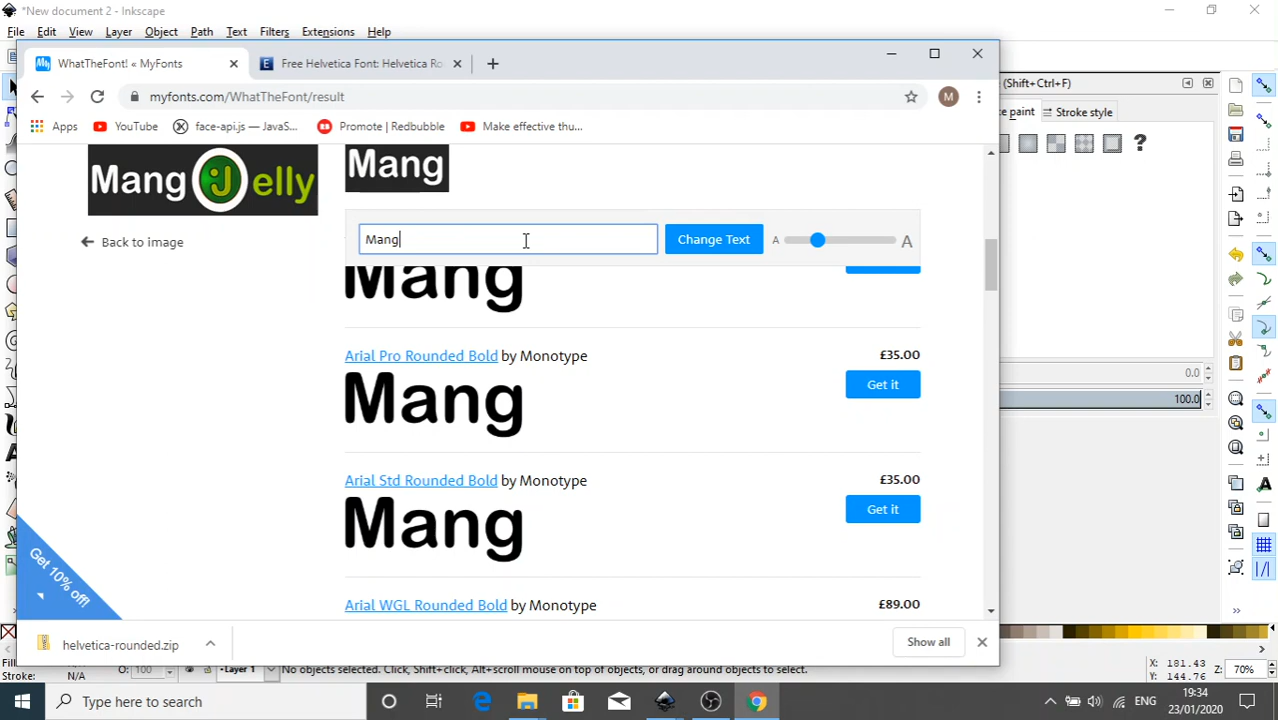 *New document 2 - Inkscape
File Edit View Layer Object Path Text Filters Extensions Help
WhatTheFont! « MyFonts
Free Helvetica Font: Helvetica Ro
(Shift+Ctrl+F)
myfonts.com/WhatTheFont/result
M
ce paint
Stroke style
Apps YouTube face-api.js — JavaS... Promote | Redbubble Make effective thu...
Mang J elly
Mang
Back to image
Mang
Change Text
A A
Mang
Arial Pro Rounded Bold by Monotype
£35.00
Mang
Get it
0.0
100.0
Arial Std Rounded Bold by Monotype
£35.00
Mang
Get it
Get 10% off!
Arial WGL Rounded Bold by Monotype
£89.00
helvetica-rounded.zip
Show all
Fil
Stroke: N/A
O: 100
Layer 1
No objects selected. Click, Shift+click, Alt+scroll mouse on top of objects, or drag around objects to select.
X: 181.43
Y: 144.76
Z: 70%
Type here to search
ENG
19:34
23/01/2020